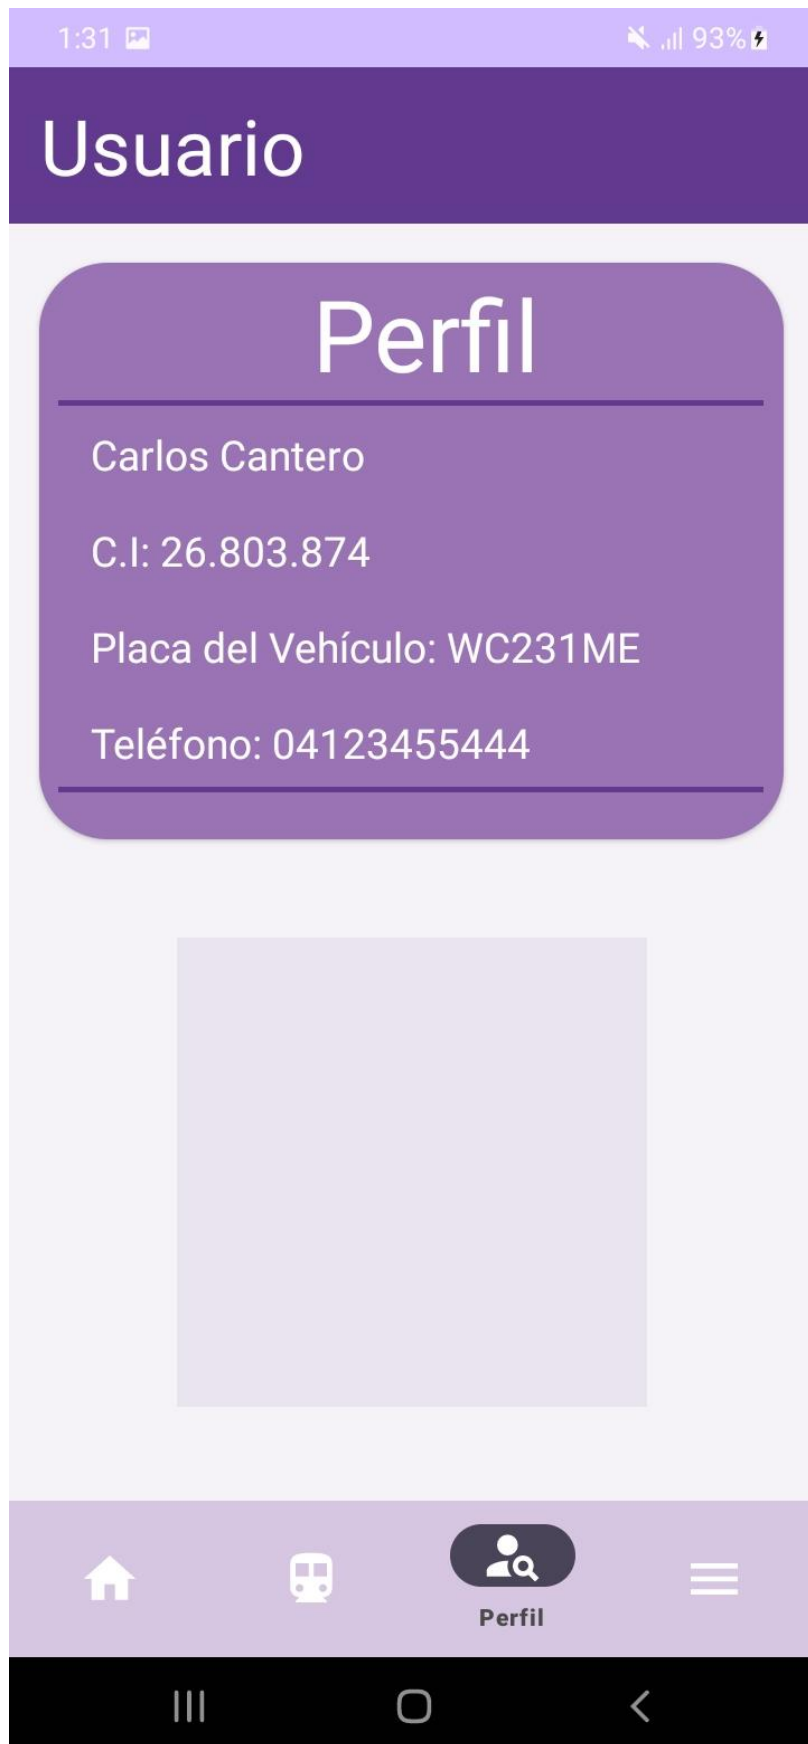 1:31 93%
Usuario
Perfil
Carlos Cantero
C.I: 26.803.874
Placa del Vehículo: WC231ME
Teléfono: 04123455444
Perfil